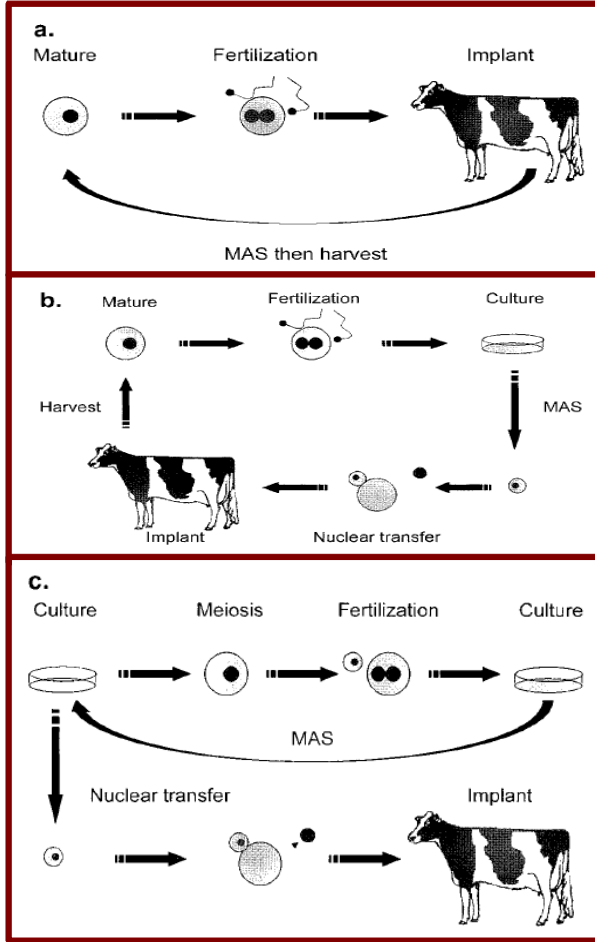 a.
Mature Fertilization Implant
MAS then harvest
b.
Mature Fertilization Culture
Harvest MAS
Implant Nuclear transfer
c.
Culture Meiosis Fertilization Culture
MAS
Nuclear transfer Implant